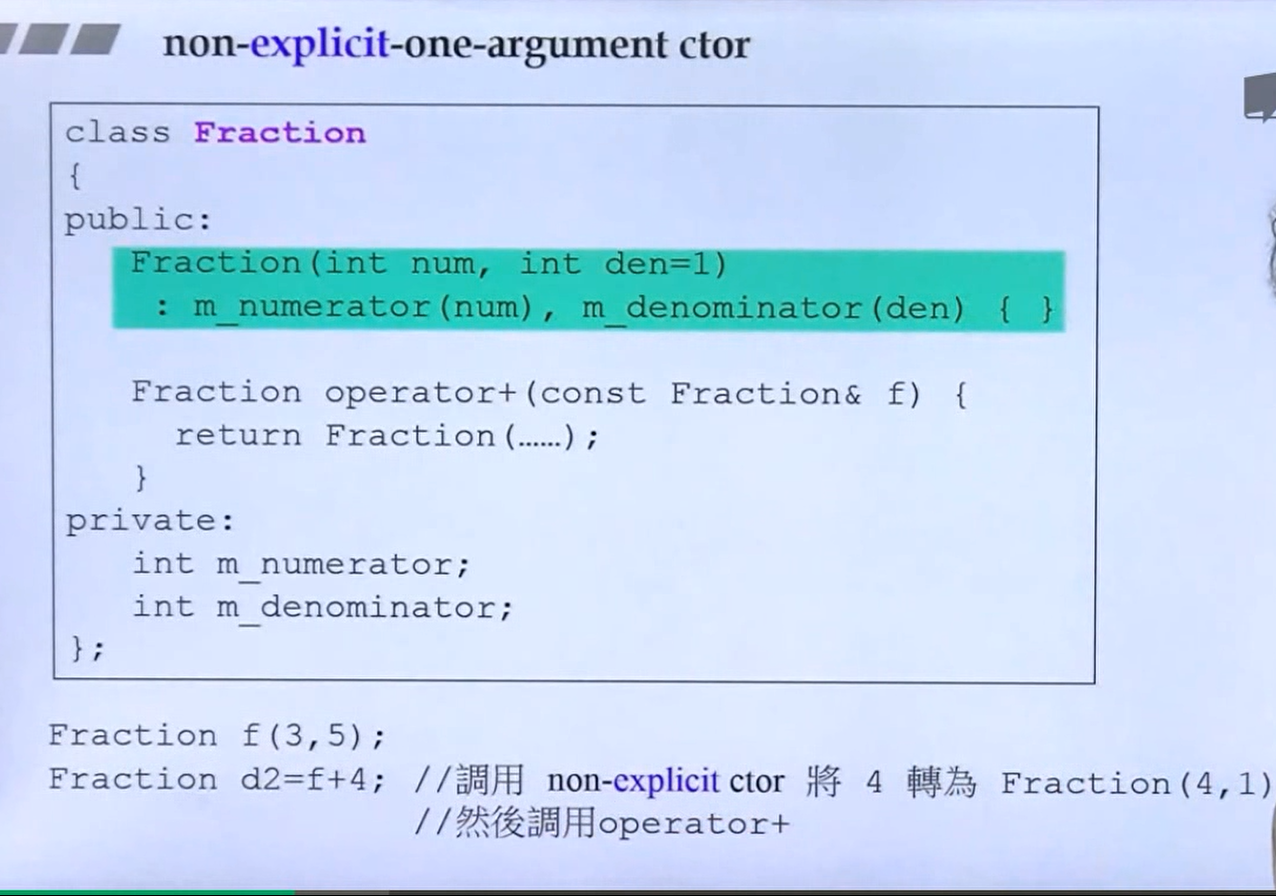 non-explicit-one-argument ctor
class Fraction
{
public:
Fraction(int num, int den=1)
: m_numerator(num), m_denominator(den) { }
Fraction operator+(const Fraction& f) {
return Fraction(……);
}
private:
int m_numerator;
int m_denominator;
};
Fraction f(3,5);
Fraction d2=f+4; //調用 non-explicit ctor 將 4 轉為 Fraction(4,1)
//然後調用operator+